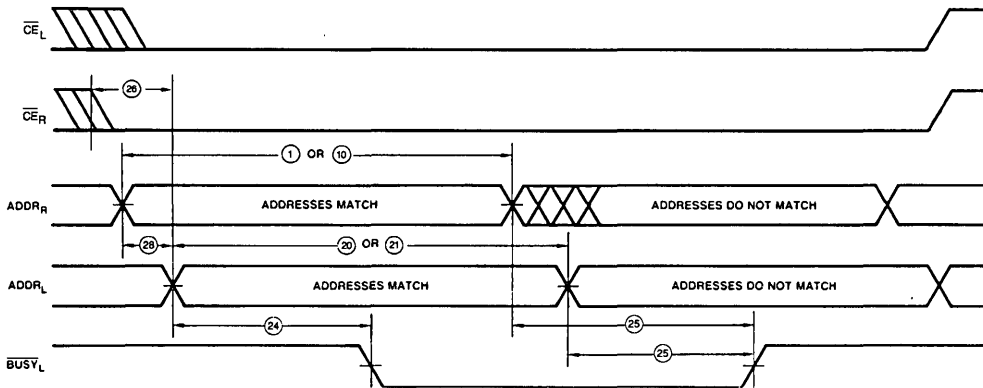 CE_L
26
CE_R
1 OR 10
ADDR_R ADDRESSES MATCH ADDRESSES DO NOT MATCH
28 20 OR 21
ADDR_L ADDRESSES MATCH ADDRESSES DO NOT MATCH
24 25
25
BUSY_L